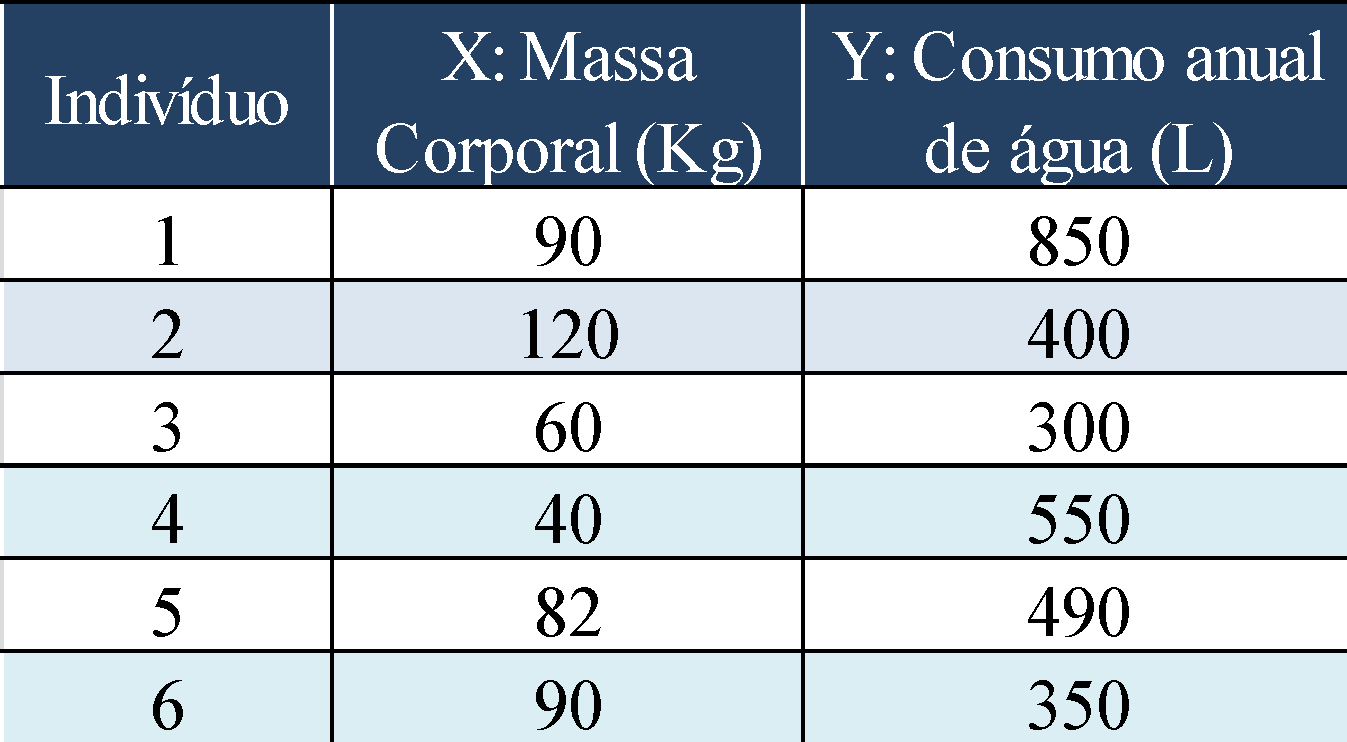 Indivíduo
X: Massa
Corporal (Kg)
Y: Consumo anual
de água (L)
1 90 850
2 120 400
3 60 300
4 40 550
5 82 490
6 90 350